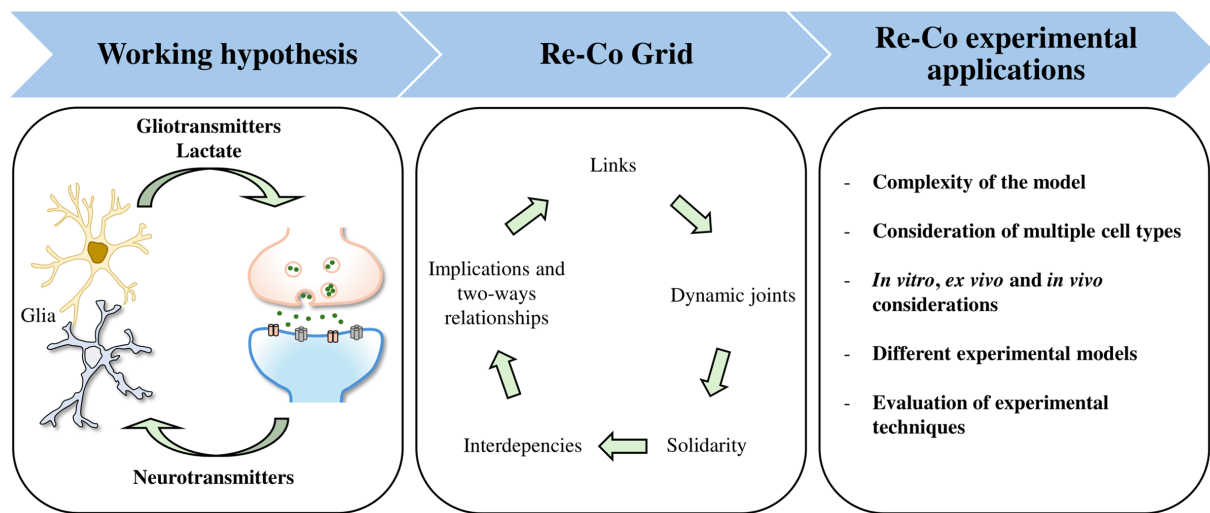 Working hypothesis
Re-Co Grid
Re-Co experimental
applications
Gliotransmitters
Lactate
Glia
Neurotransmitters
Links
Dynamic joints
Solidarity
Interdepencies
Implications and
two-ways
relationships
- Complexity of the model
- Consideration of multiple cell types
- In vitro, ex vivo and in vivo
considerations
- Different experimental models
- Evaluation of experimental
techniques